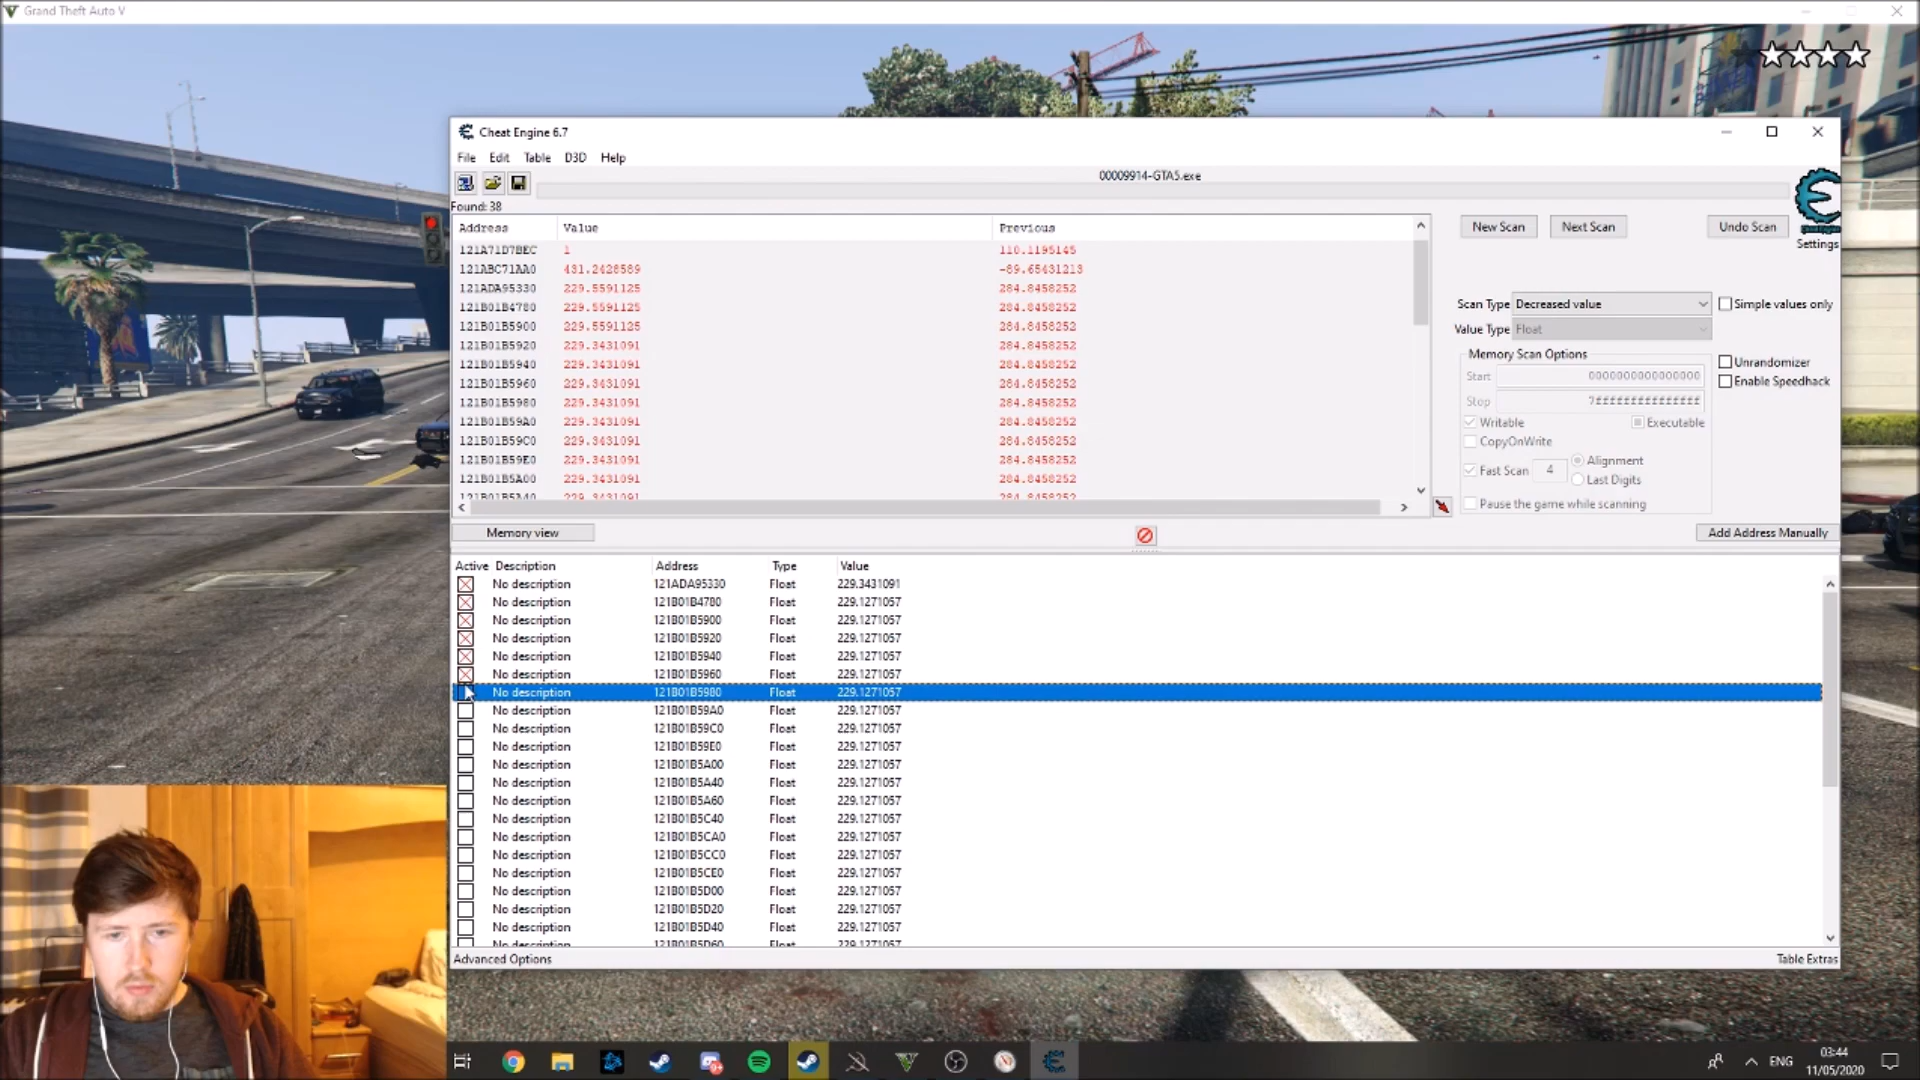 Grand Theft Auto V
Cheat Engine 6.7
File Edit Table D3D Help
00009914-GTA5.exe
Found: 38
Address Value Previous
121A71D7BEC 1 110.1195145
121ABC71AA0 431.2428589 -89.65431213
121ADA95330 229.5591125 284.8458252
121B01B4780 229.5591125 284.8458252
121B01B5900 229.5591125 284.8458252
121B01B5920 229.3431091 284.8458252
121B01B5940 229.3431091 284.8458252
121B01B5960 229.3431091 284.8458252
121B01B5980 229.3431091 284.8458252
121B01B59A0 229.3431091 284.8458252
121B01B59C0 229.3431091 284.8458252
121B01B59E0 229.3431091 284.8458252
121B01B5A00 229.3431091 284.8458252
121B01B5A40 229.3431091 284.8458252
New Scan Next Scan Undo Scan
Settings
Scan Type Decreased value Simple values only
Value Type Float
Memory Scan Options
Start 0000000000000000
Unrandomizer
Enable Speedhack
Stop 7fffffffffffffff
Writable Executable
CopyOnWrite
Fast Scan 4 Alignment
Last Digits
Pause the game while scanning
Memory view Add Address Manually
Active Description Address Type Value
No description 121ADA95330 Float 229.3431091
No description 121B01B4780 Float 229.1271057
No description 121B01B5900 Float 229.1271057
No description 121B01B5920 Float 229.1271057
No description 121B01B5940 Float 229.1271057
No description 121B01B5960 Float 229.1271057
No description 121B01B5980 Float 229.1271057
No description 121B01B59A0 Float 229.1271057
No description 121B01B59C0 Float 229.1271057
No description 121B01B59E0 Float 229.1271057
No description 121B01B5A00 Float 229.1271057
No description 121B01B5A40 Float 229.1271057
No description 121B01B5A60 Float 229.1271057
No description 121B01B5C40 Float 229.1271057
No description 121B01B5CA0 Float 229.1271057
No description 121B01B5CC0 Float 229.1271057
No description 121B01B5CE0 Float 229.1271057
No description 121B01B5D00 Float 229.1271057
No description 121B01B5D20 Float 229.1271057
No description 121B01B5D40 Float 229.1271057
No description 121B01B5D60 Float 229.1271057
Advanced Options Table Extras
ENG 03:44
11/05/2020